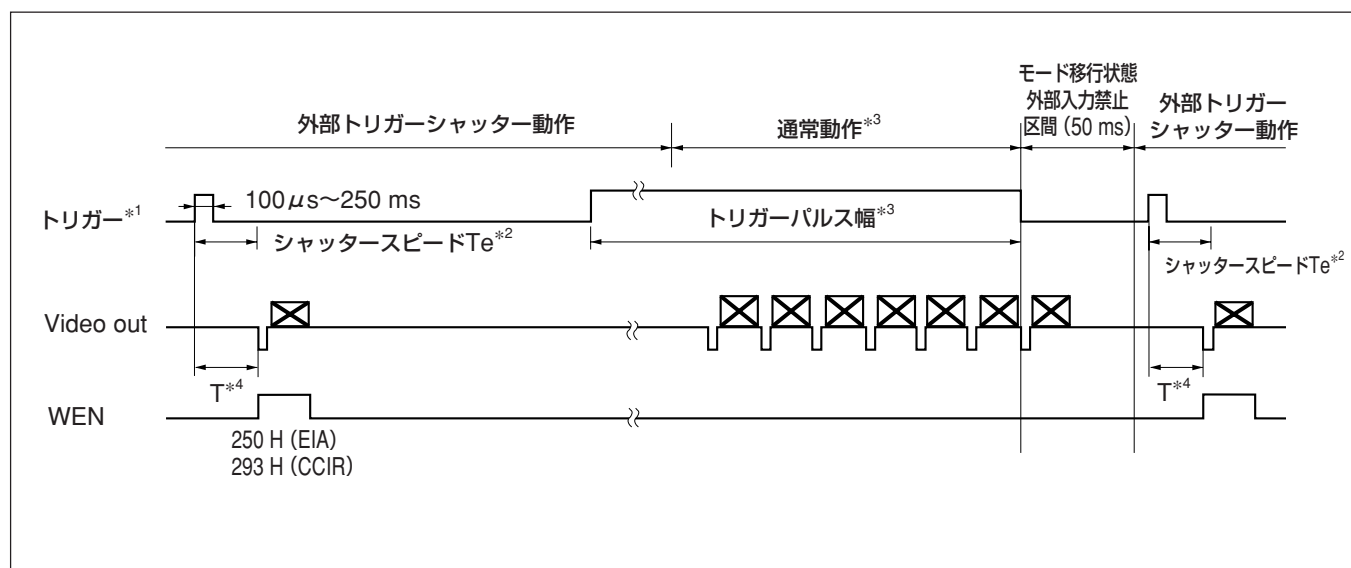 モード移行状態
外部入力禁止
区間（50 ms）
外部トリガー
シャッター動作
外部トリガーシャッター動作
通常動作*3
トリガー*1
100μs〜250 ms
トリガーパルス幅*3
シャッタースピードTe*2
シャッタースピードTe*2
Video out
T*4
T*4
WEN
250 H（EIA）
293 H（CCIR）